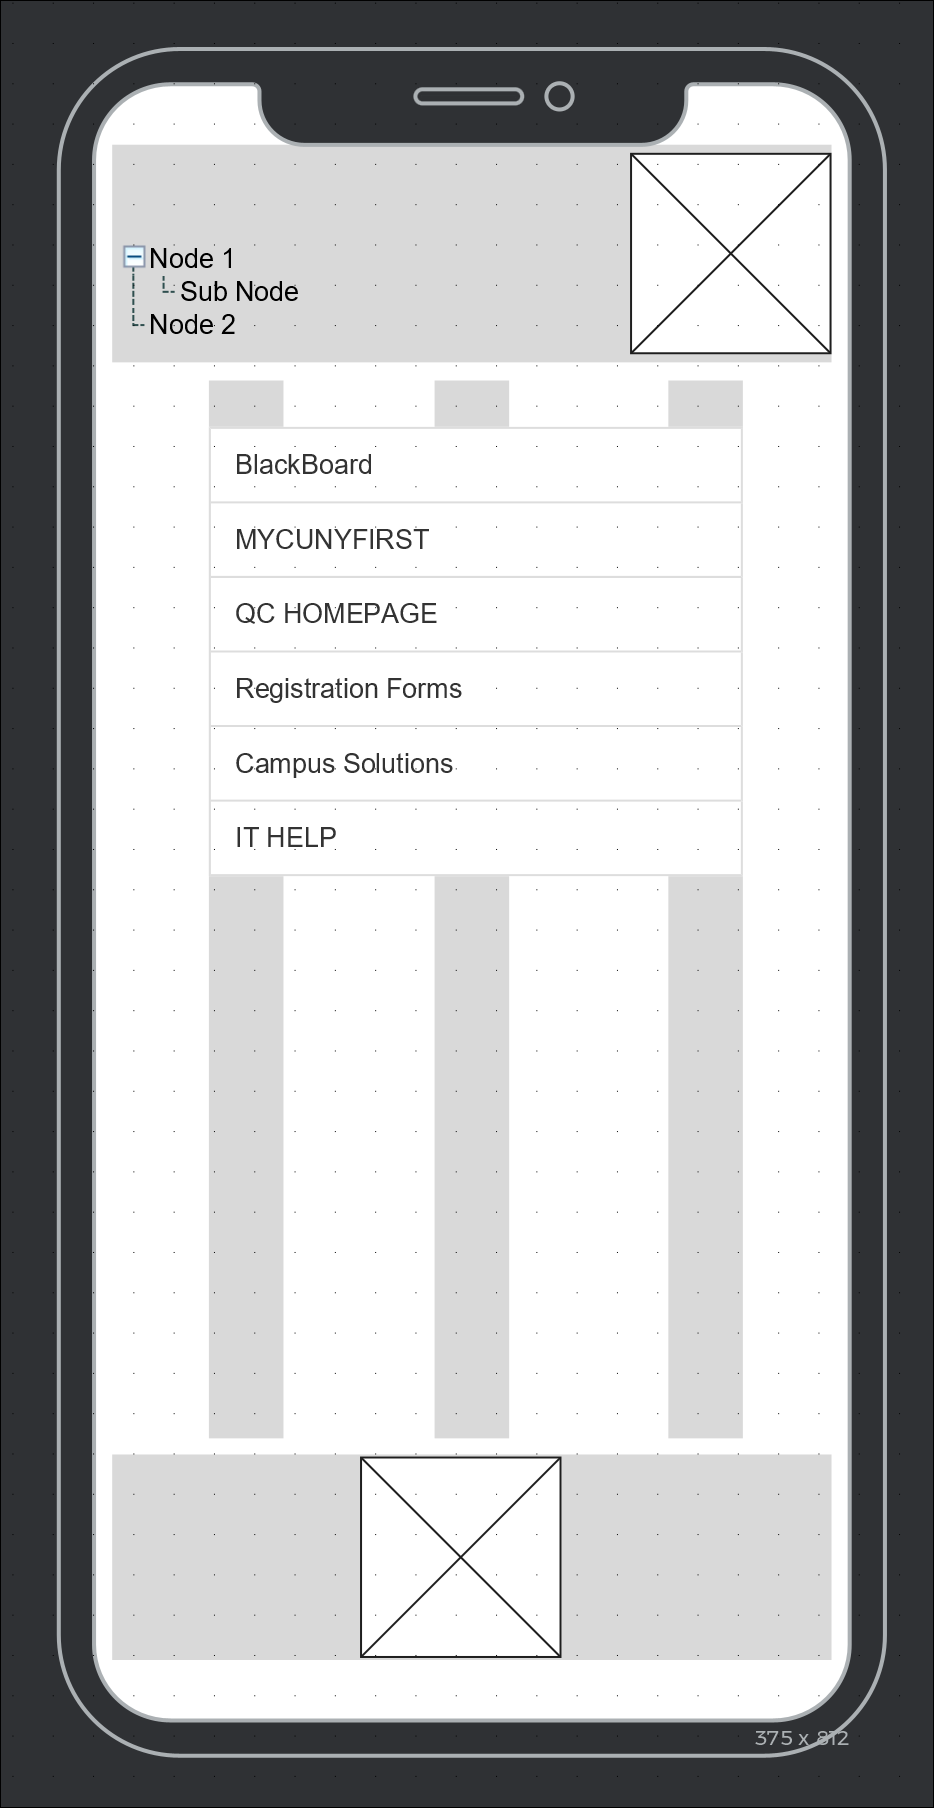 Node 1
Sub Node
Node 2
BlackBoard
MYCUNYFIRST
QC HOMEPAGE
Registration Forms
Campus Solutions
IT HELP
375 x 812